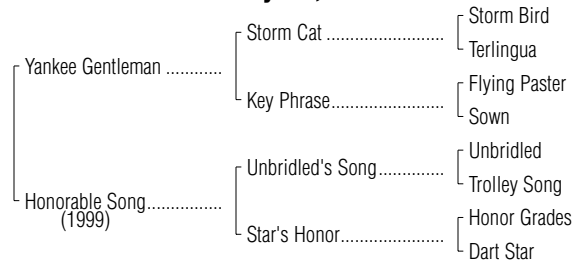 Storm Bird
Storm Cat ........................
Terlingua
Yankee Gentleman ...........
Flying Paster
Key Phrase.......................
Sown
Unbridled
Unbridled's Song..............
Trolley Song
Honorable Song...............
(1999)
Honor Grades
Star's Honor.....................
Dart Star